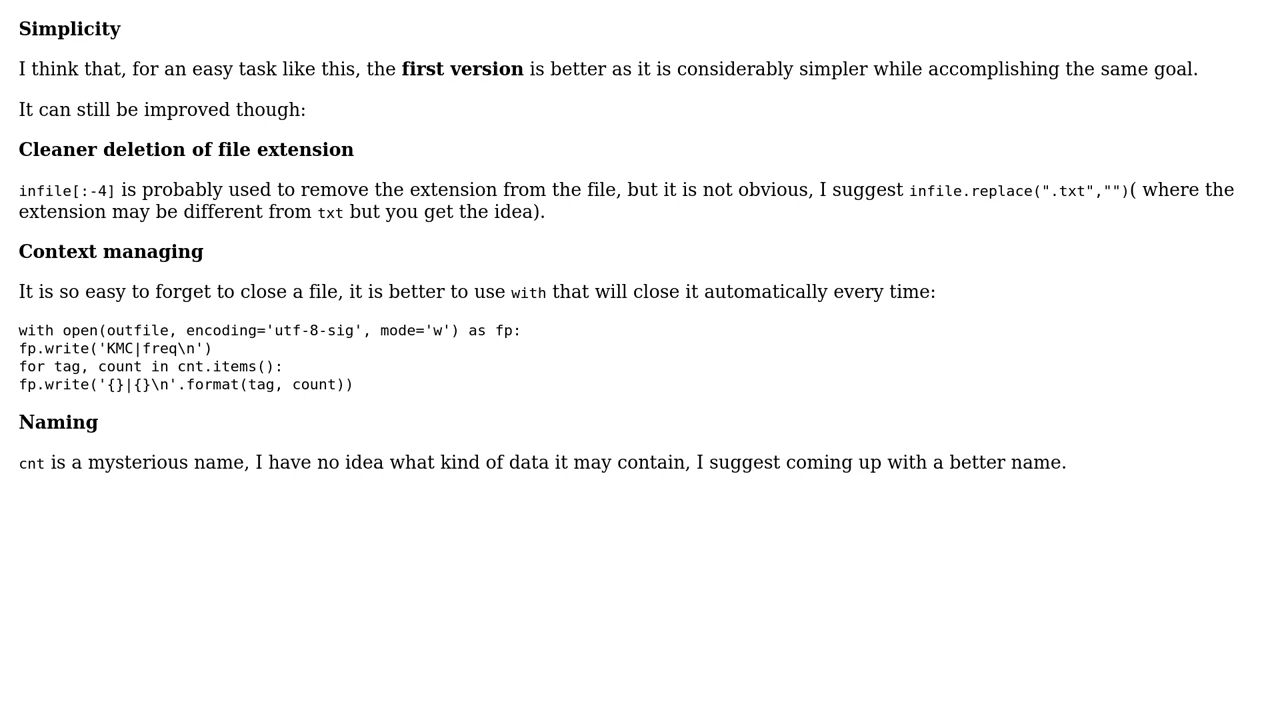 Simplicity
I think that, for an easy task like this, the first version is better as it is considerably simpler while accomplishing the same goal.
It can still be improved though:
Cleaner deletion of file extension
infile[:-4] is probably used to remove the extension from the file, but it is not obvious, I suggest infile.replace(".txt","")( where the
extension may be different from txt but you get the idea).
Context managing
It is so easy to forget to close a file, it is better to use with that will close it automatically every time:
with open(outfile, encoding='utf-8-sig', mode='w') as fp:
fp.write('KMC|freq\n')
for tag, count in cnt.items():
fp.write('{}|{}\n'.format(tag, count))
Naming
cnt is a mysterious name, I have no idea what kind of data it may contain, I suggest coming up with a better name.